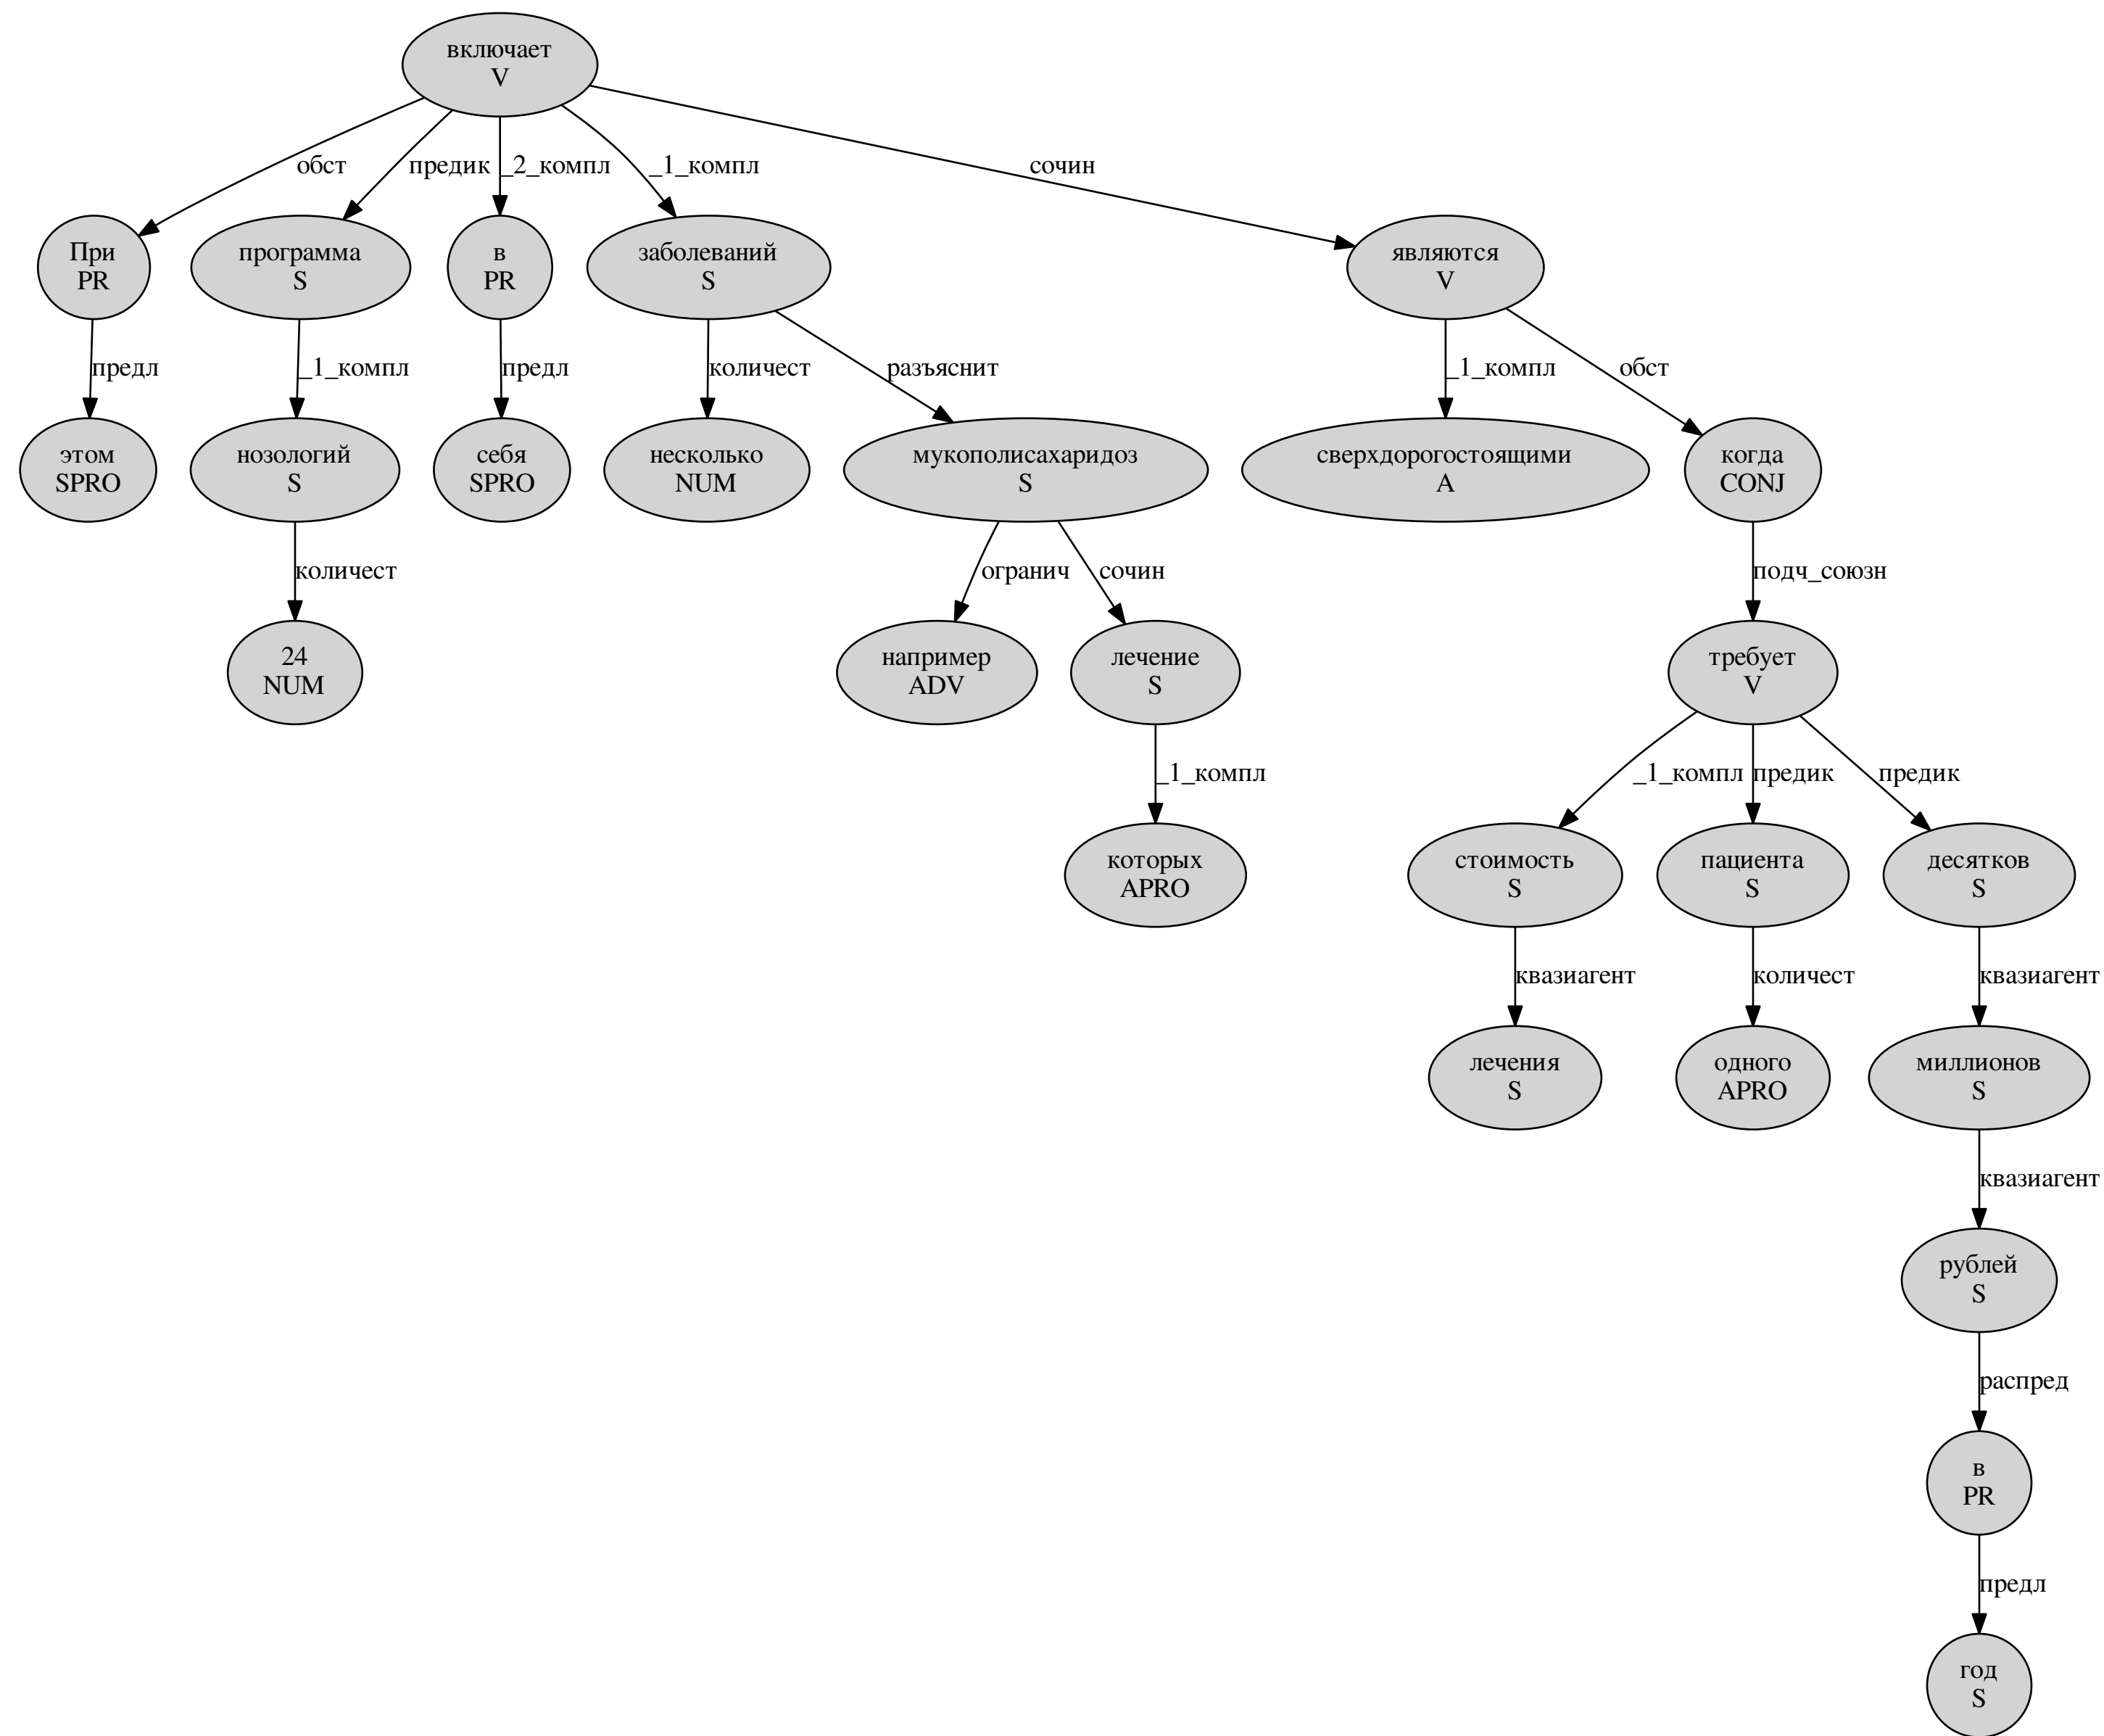 включает
V
обст
предик
_2_компл
_1_компл
сочин
При
PR
программа
S
в
PR
заболеваний
S
являются
V
предл
_1_компл
предл
количест
разъяснит
_1_компл
обст
этом
SPRO
нозологий
S
себя
SPRO
несколько
NUM
мукополисахаридоз
S
сверхдорогостоящими
A
когда
CONJ
количест
огранич
сочин
подч_союзн
24
NUM
например
ADV
лечение
S
требует
V
_1_компл
_1_компл
предик
предик
которых
APRO
стоимость
S
пациента
S
десятков
S
квазиагент
количест
квазиагент
лечения
S
одного
APRO
миллионов
S
квазиагент
рублей
S
распред
в
PR
предл
год
S